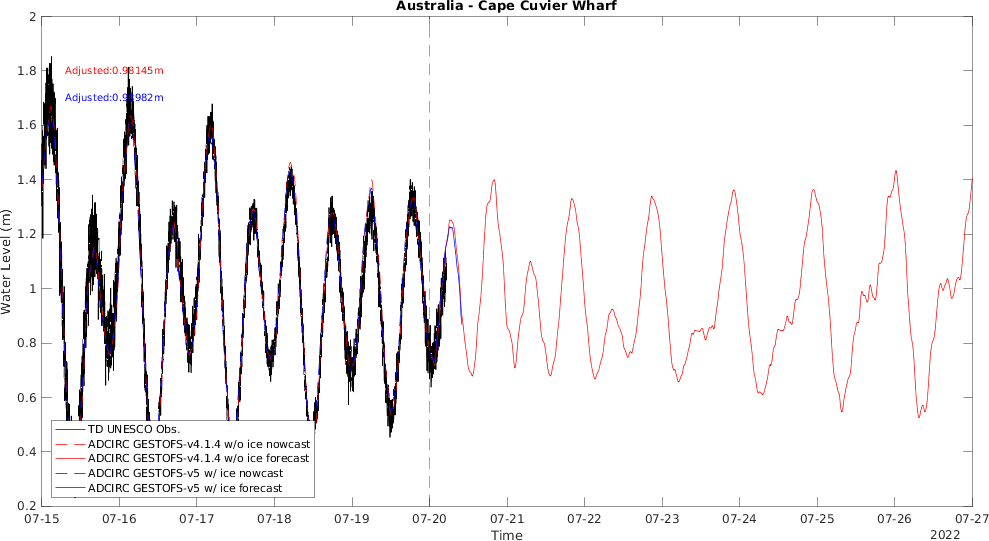 Australia - Cape Cuvier Wharf
2
1.8
1.6
1.4
1.2
1
0.8
0.6
0.4
0.2
Water Level (m)
Adjusted:0.98145m
TD UNESCO Obs.
ADCIRC GESTOFS-v4.1.4 w/o ice nowcast
ADCIRC GESTOFS-v4.1.4 w/o ice forecast
ADCIRC GESTOFS-v5 w/ ice nowcast
ADCIRC GESTOFS-v5 w/ ice forecast
07-15 07-16 07-17 07-18 07-19 07-20 07-21 07-22 07-23 07-24 07-25 07-26 07-27
Time
2022